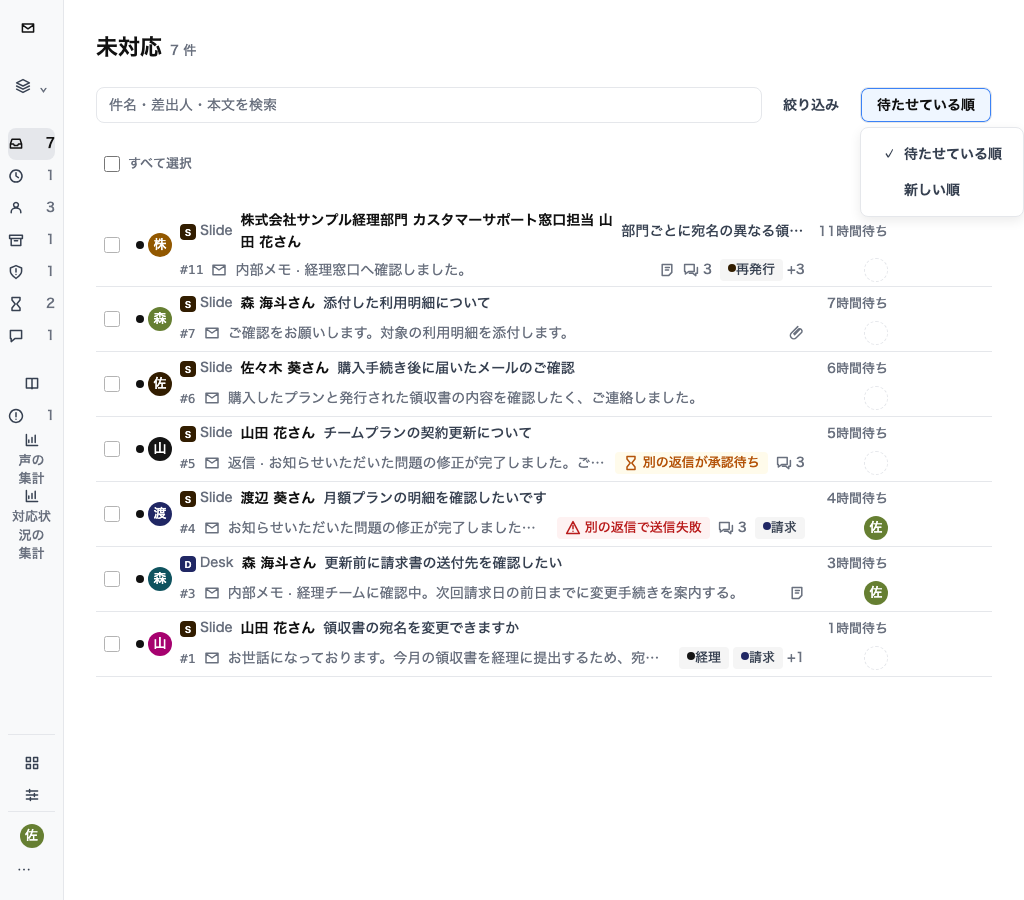 未対応 7 件
件名・差出人・本文を検索
絞り込み
待たせている順
✓ 待たせている順
新しい順
すべて選択
7
1
3
1
1
2
1
1
声の
集計
対応状
況の
集計
佐
…
株
S Slide 株式会社サンプル経理部門 カスタマーサポート窓口担当 山
田 花さん
部門ごとに宛名の異なる領…
11時間待ち
#11 内部メモ · 経理窓口へ確認しました。 3 再発行 +3
森
S Slide 森 海斗さん 添付した利用明細について 7時間待ち
#7 ご確認をお願いします。対象の利用明細を添付します。
佐
S Slide 佐々木 葵さん 購入手続き後に届いたメールのご確認 6時間待ち
#6 購入したプランと発行された領収書の内容を確認したく、ご連絡しました。
山
S Slide 山田 花さん チームプランの契約更新について 5時間待ち
#5 返信 · お知らせいただいた問題の修正が完了しました。ご… 別の返信が承認待ち 3
渡
S Slide 渡辺 葵さん 月額プランの明細を確認したいです 4時間待ち
#4 お知らせいただいた問題の修正が完了しました… 別の返信で送信失敗 3 請求 佐
森
D Desk 森 海斗さん 更新前に請求書の送付先を確認したい 3時間待ち
#3 内部メモ · 経理チームに確認中。次回請求日の前日までに変更手続きを案内する。 佐
山
S Slide 山田 花さん 領収書の宛名を変更できますか 1時間待ち
#1 お世話になっております。今月の領収書を経理に提出するため、宛… 経理 請求 +1